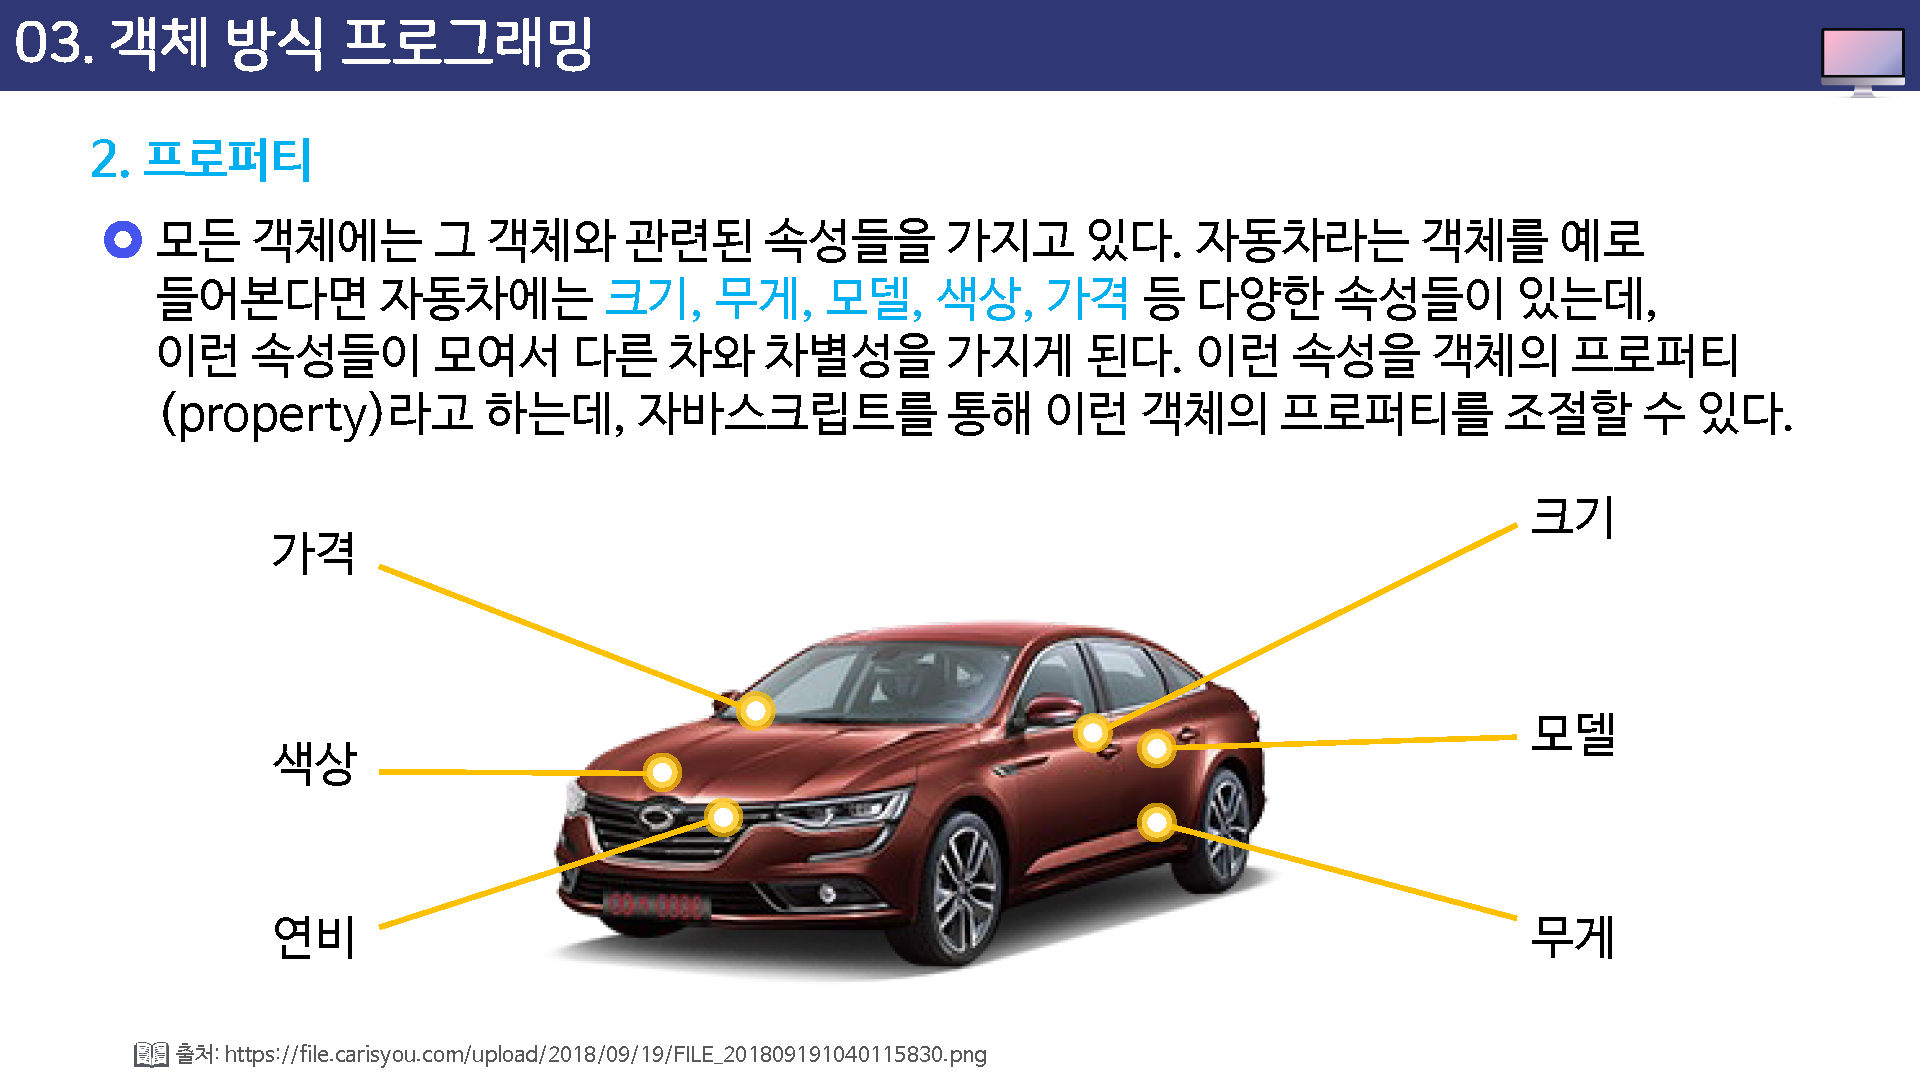 03. 객체 방식 프로그래밍
2. 프로퍼티
모든 객체에는 그 객체와 관련된 속성들을 가지고 있다. 자동차라는 객체를 예로
들어본다면 자동차에는 크기, 무게, 모델, 색상, 가격 등 다양한 속성들이 있는데,
이런 속성들이 모여서 다른 차와 차별성을 가지게 된다. 이런 속성을 객체의 프로퍼티
(property)라고 하는데, 자바스크립트를 통해 이런 객체의 프로퍼티를 조절할 수 있다.
가격
크기
색상
모델
연비
무게
출처: https://file.carisyou.com/upload/2018/09/19/FILE_201809191040115830.png